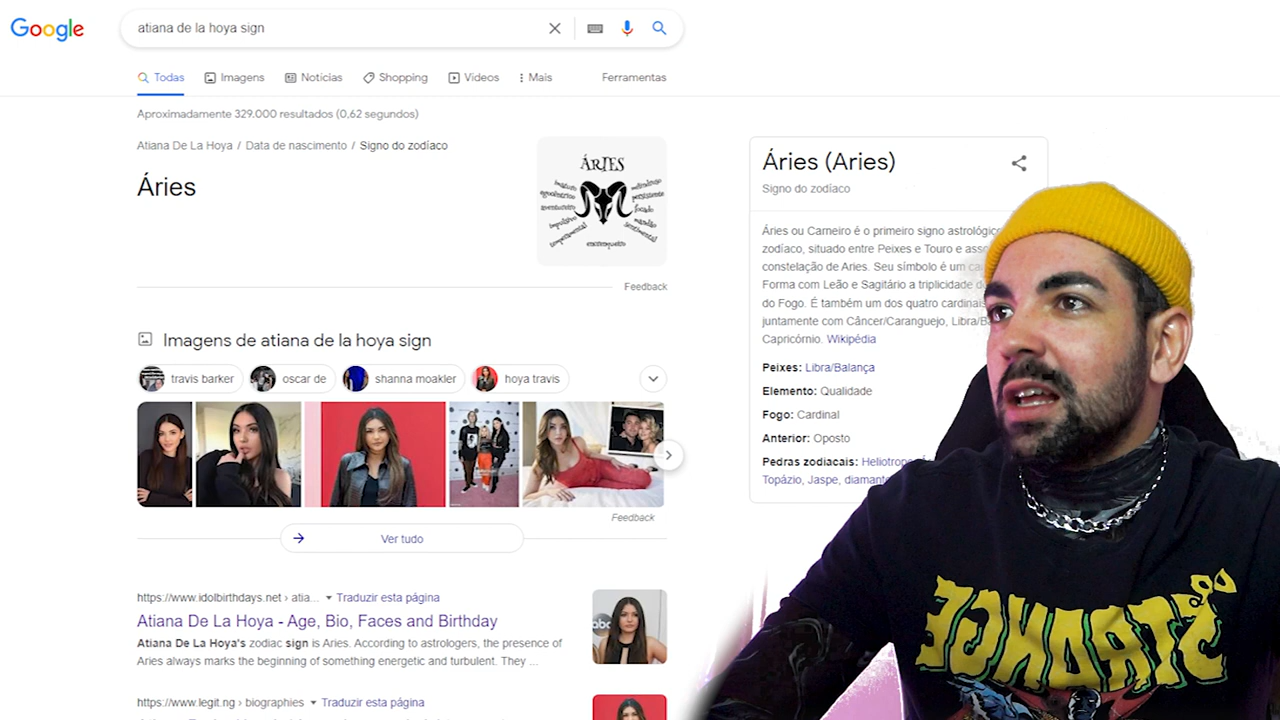 Google
atiana de la hoya sign
Todas
Imagens
Notícias
Shopping
Vídeos
Mais
Ferramentas
Aproximadamente 329.000 resultados (0,62 segundos)
Atiana De La Hoya / Data de nascimento / Signo do zodíaco
Áries
ÁRIES
impulsivo
persistente
focado
sentimental
Feedback
Imagens de atiana de la hoya sign
travis barker
oscar de
shanna moakler
hoya travis
Feedback
Ver tudo
https://www.idolbirthdays.net › atia...
Traduzir esta página
Atiana De La Hoya - Age, Bio, Faces and Birthday
Atiana De La Hoya's zodiac sign is Aries. According to astrologers, the presence of
Aries always marks the beginning of something energetic and turbulent. They ...
abc
https://www.legit.ng › biographies
Traduzir esta página
Áries (Aries)
Signo do zodíaco
Áries ou Carneiro é o primeiro signo astrológico
zodíaco, situado entre Peixes e Touro e
constelação de Aries. Seu símbolo é um
Forma com Leão e Sagitário a triplicidade
do Fogo. É também um dos quatro cardinais
juntamente com Câncer/Caranguejo,
Capricórnio. Wikipédia
Peixes: Libra/Balança
Elemento: Qualidade
Fogo: Cardinal
Anterior: Oposto
Pedras zodiacais:
Topázio, Jaspe,
STRONGE